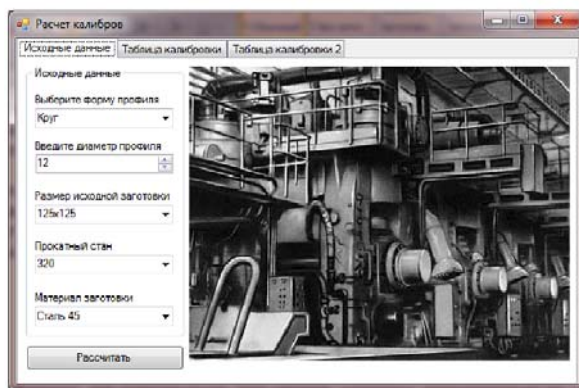 Расчет калибров
Исходные данные Таблица калибровки Таблица калибровки 2
Исходные данные
Выберите форму профиля
Круг
Введите диаметр профиля
12
Размер исходной заготовки
125x125
Прокатный стан
320
Материал заготовки
Сталь 45
Рассчитать